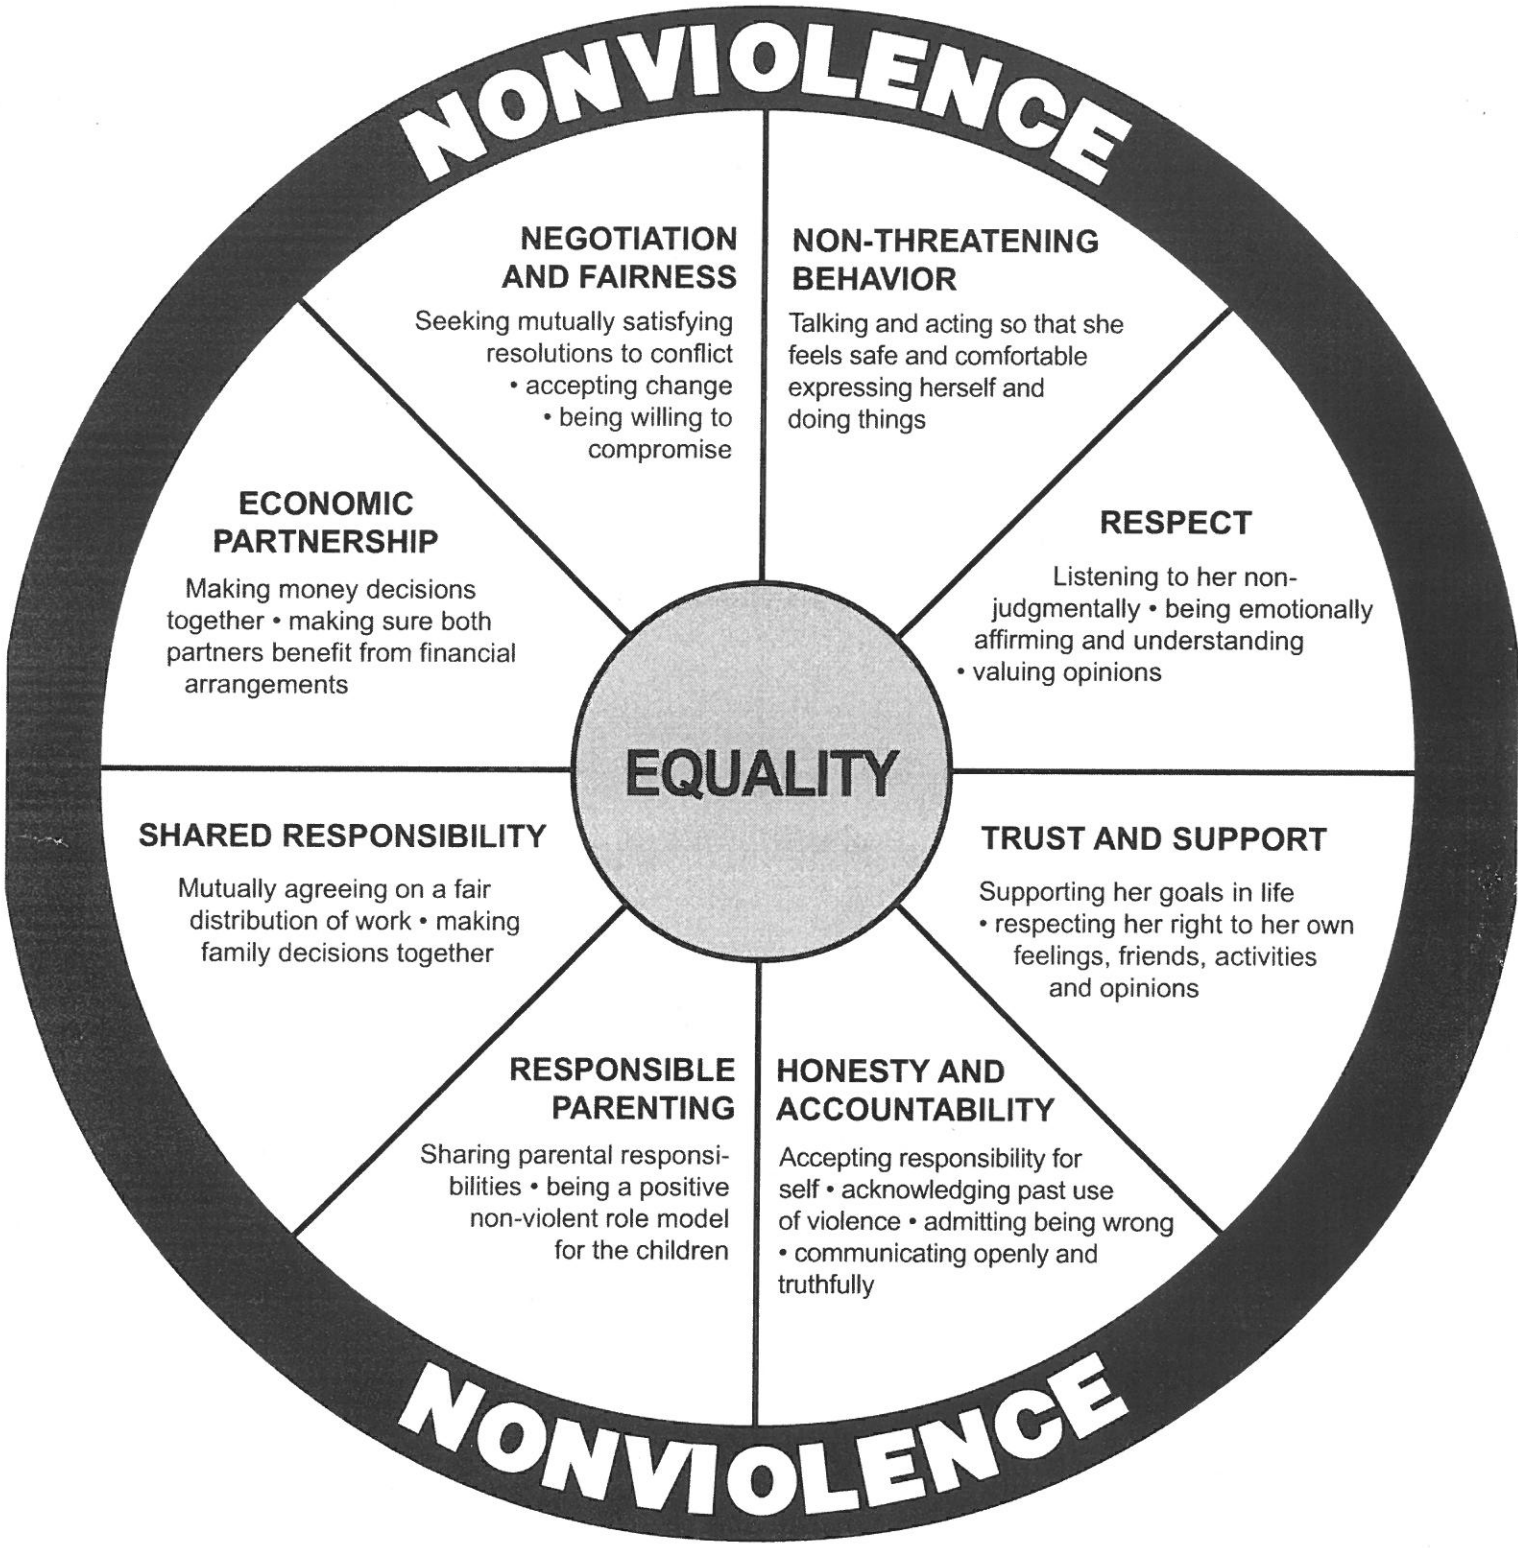 NONVIOLENCE
NEGOTIATION
AND FAIRNESS
Seeking mutually satisfying
resolutions to conflict
• accepting change
• being willing to
compromise
NON-THREATENING
BEHAVIOR
Talking and acting so that she
feels safe and comfortable
expressing herself and
doing things
ECONOMIC
PARTNERSHIP
Making money decisions
together • making sure both
partners benefit from financial
arrangements
RESPECT
Listening to her non-
judgmentally • being emotionally
affirming and understanding
• valuing opinions
EQUALITY
SHARED RESPONSIBILITY
Mutually agreeing on a fair
distribution of work • making
family decisions together
TRUST AND SUPPORT
Supporting her goals in life
• respecting her right to her own
feelings, friends, activities
and opinions
RESPONSIBLE
PARENTING
Sharing parental responsi-
bilities • being a positive
non-violent role model
for the children
HONESTY AND
ACCOUNTABILITY
Accepting responsibility for
self • acknowledging past use
of violence • admitting being wrong
• communicating openly and
truthfully
NONVIOLENCE